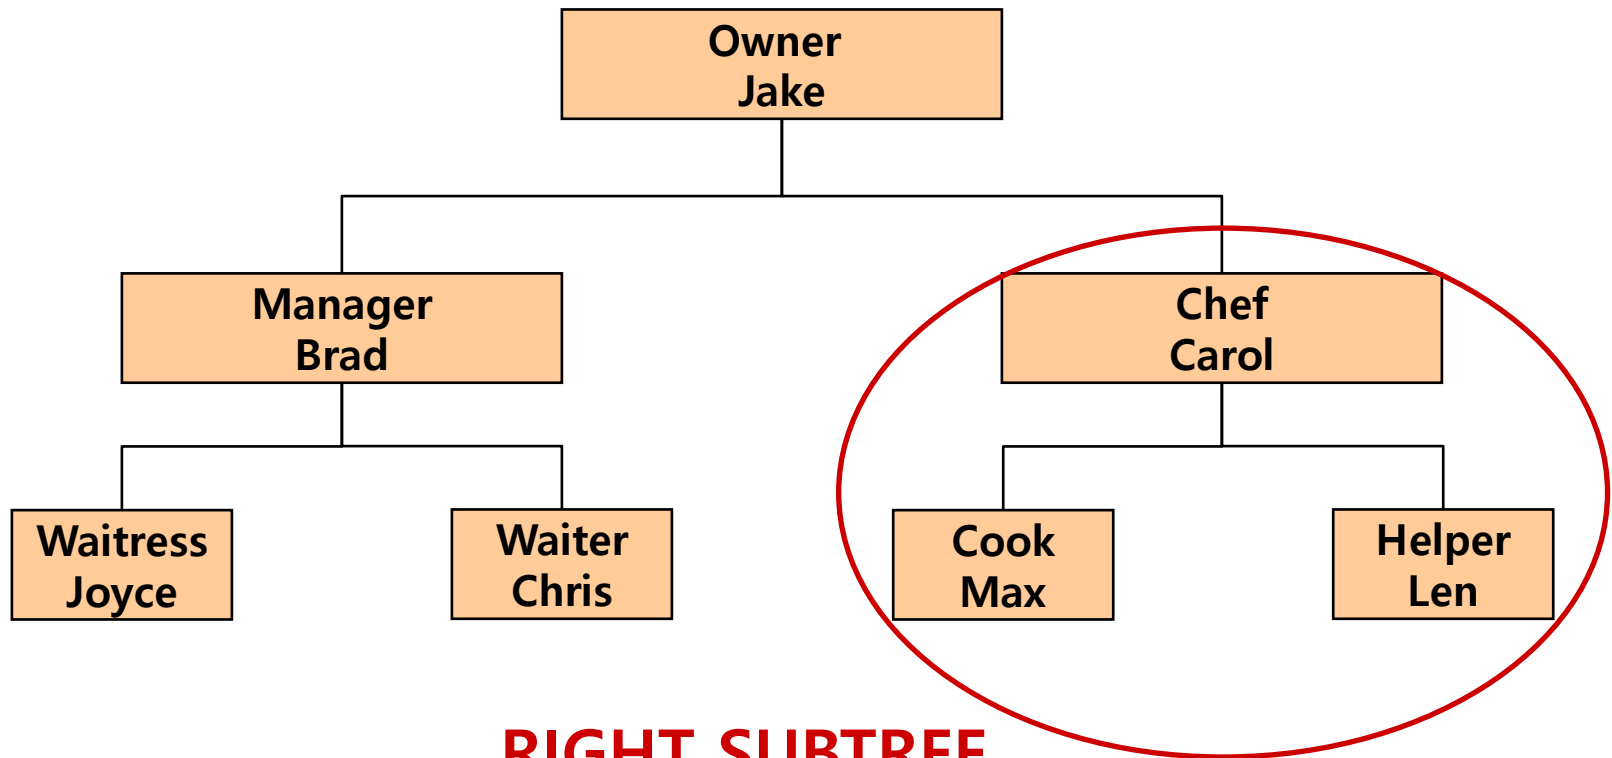 Owner
Jake
Manager
Brad
Chef
Carol
Waitress
Joyce
Waiter
Chris
Cook
Max
Helper
Len
RIGHT SUBTREE